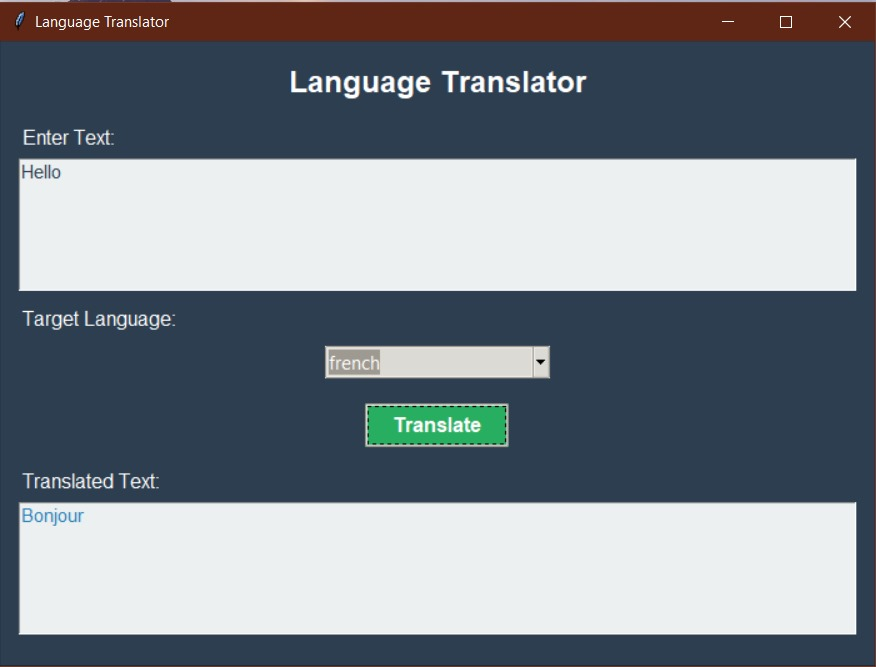 Language Translator
Language Translator
Enter Text:
Hello
Target Language:
french
Translate
Translated Text:
Bonjour